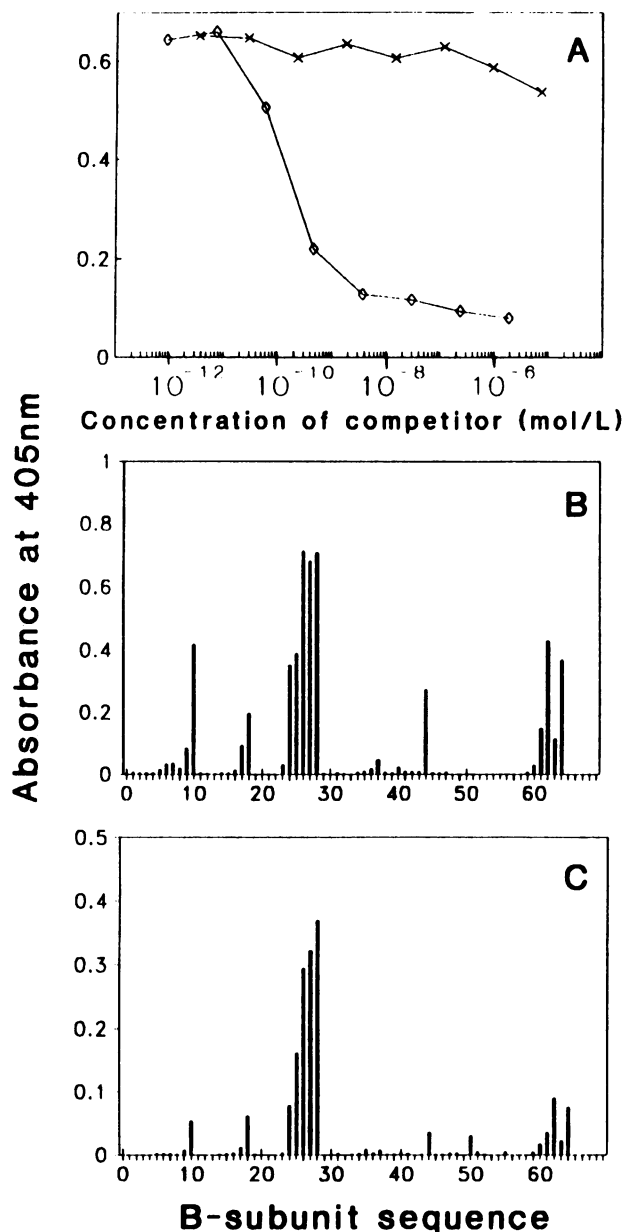 A
0.6
0.4
0.2
0
10⁻¹² 10⁻¹⁰ 10⁻⁸ 10⁻⁶
Concentration of competitor (mol/L)
Absorbance at 405nm
B
1
0.8
0.6
0.4
0.2
0
0 10 20 30 40 50 60
C
0.5
0.4
0.3
0.2
0.1
0
0 10 20 30 40 50 60
B-subunit sequence